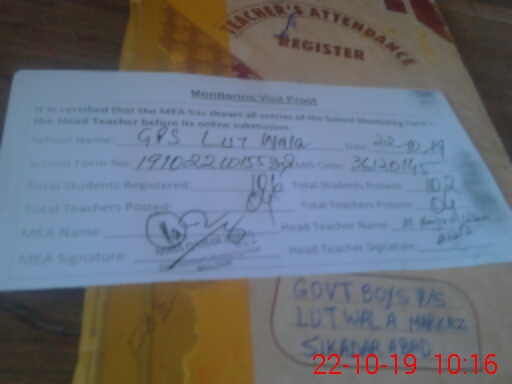 TEACHER'S ATTENDANCE
REGISTER
Monitoring Visit Proof
It is certified that the MEA has shown all entries of the School Monitoring Form to
the Head Teacher before its online submission.
School Name: GPS LUT Wala Date: 22-10-19
School Form No: EMIS Code: 36120145
Total Students Registered: Total Students Present: 102
Total Teachers Posted: 04 Total Teachers Present: 04
MEA Name: Head Teacher Name: M.
MEA Signature: Head Teacher Signature:
GOVT BOYS P/S
LUTWALA MARKAZ
SIKADAR ABAD
22-10-19 10:16